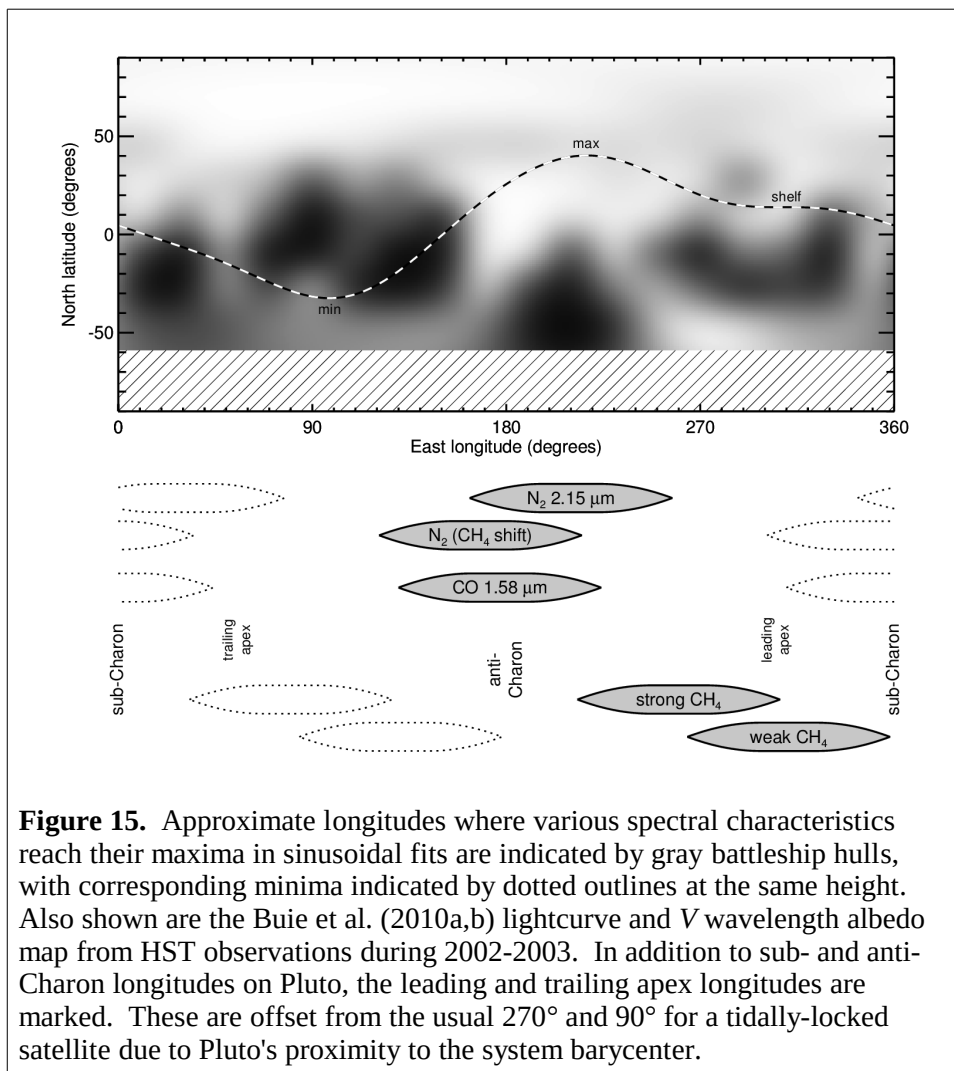 50
0
-50
North latitude (degrees)
max
shelf
min
0 90 180 270 360
East longitude (degrees)
N₂ 2.15 μm
N₂ (CH₄ shift)
CO 1.58 μm
sub-Charon
trailing
apex
anti-
Charon
leading
apex
sub-Charon
strong CH₄
weak CH₄
Figure 15. Approximate longitudes where various spectral characteristics
reach their maxima in sinusoidal fits are indicated by gray battleship hulls,
with corresponding minima indicated by dotted outlines at the same height.
Also shown are the Buie et al. (2010a,b) lightcurve and V wavelength albedo
map from HST observations during 2002-2003. In addition to sub- and anti-
Charon longitudes on Pluto, the leading and trailing apex longitudes are
marked. These are offset from the usual 270° and 90° for a tidally-locked
satellite due to Pluto's proximity to the system barycenter.